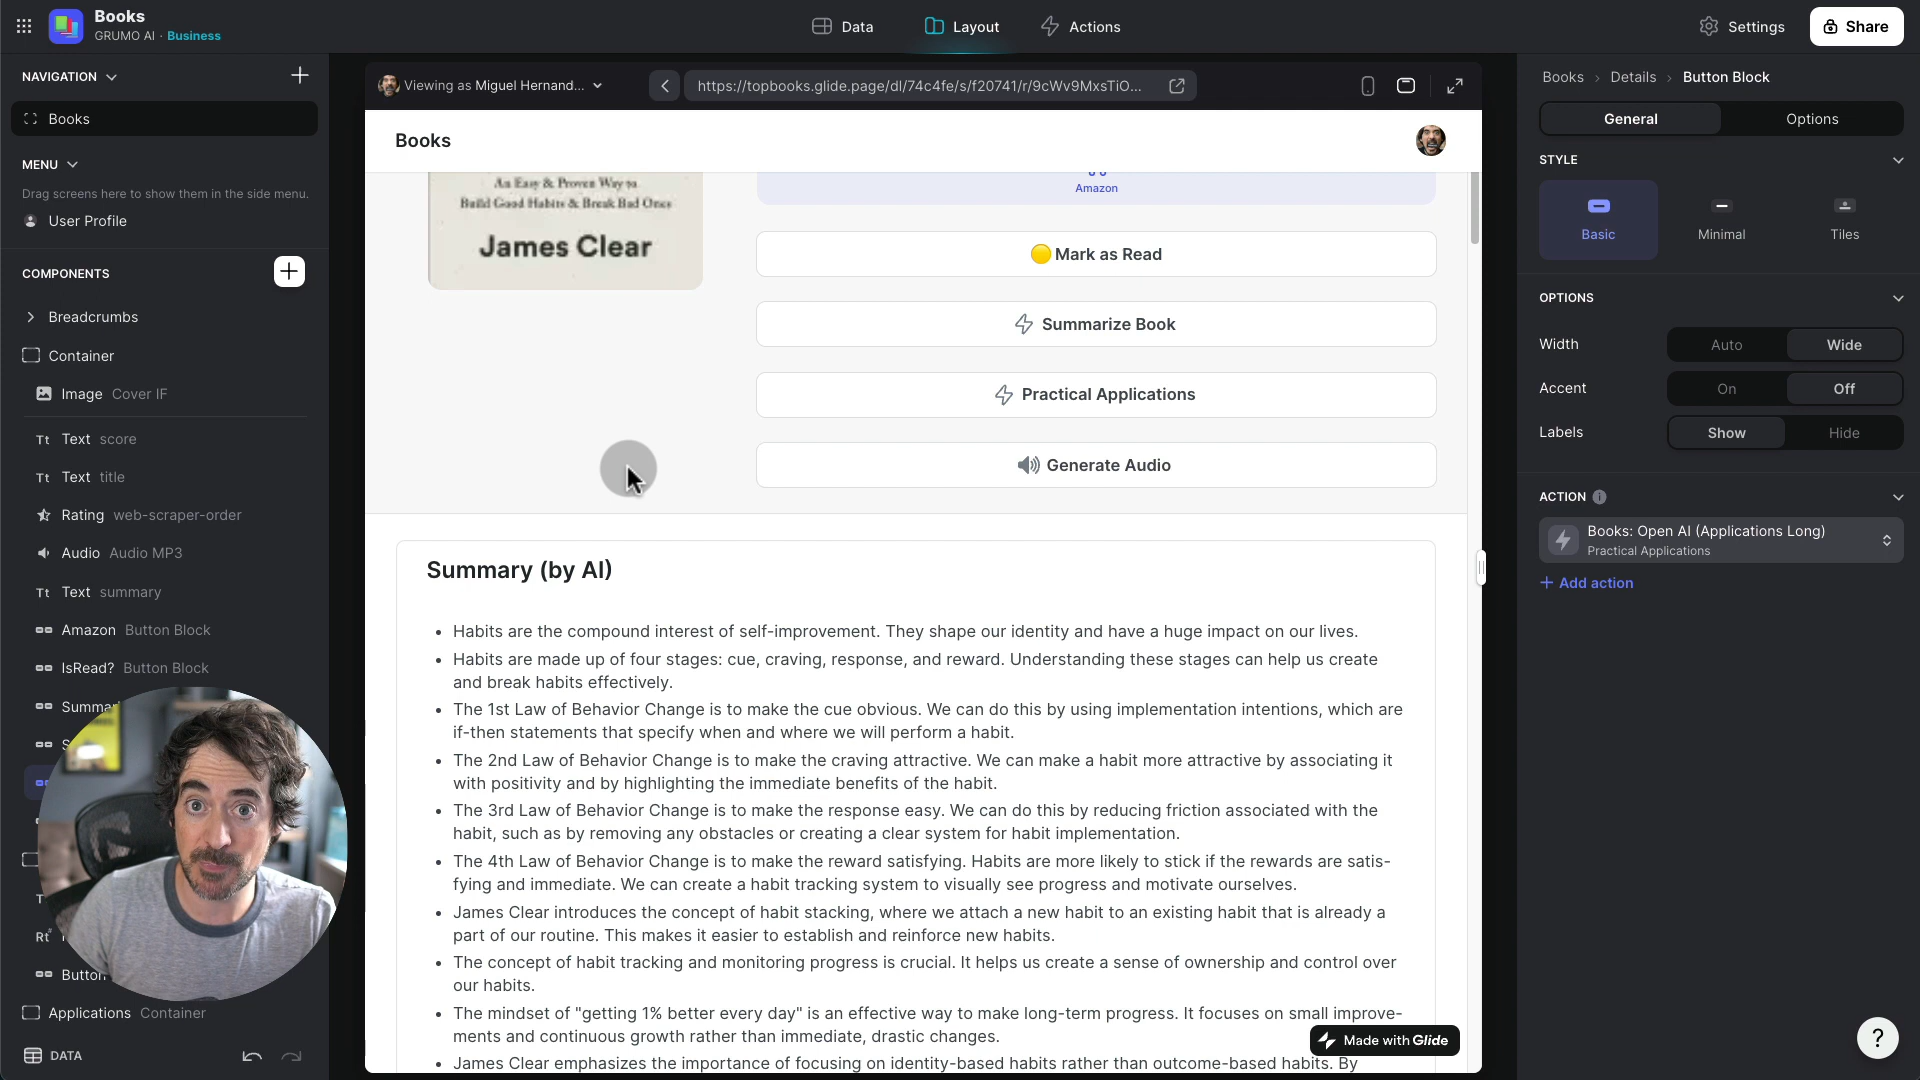 Books
GRUMO AI · Business
Data
Layout
Actions
Settings
Share
NAVIGATION
Books
MENU
Drag screens here to show them in the side menu.
User Profile
COMPONENTS
Breadcrumbs
Container
Image Cover IF
Tt Text score
Tt Text title
Rating web-scraper-order
Audio Audio MP3
Tt Text summary
Amazon Button Block
IsRead? Button Block
Summar
Rt
Button
Applications Container
DATA
Viewing as Miguel Hernand...
https://topbooks.glide.page/dl/74c4fe/s/f20741/r/9cWv9MxsTiO...
Books
An Easy & Proven Way to
Build Good Habits & Break Bad Ones
James Clear
Amazon
Mark as Read
Summarize Book
Practical Applications
Generate Audio
Summary (by AI)
• Habits are the compound interest of self-improvement. They shape our identity and have a huge impact on our lives.
• Habits are made up of four stages: cue, craving, response, and reward. Understanding these stages can help us create
and break habits effectively.
• The 1st Law of Behavior Change is to make the cue obvious. We can do this by using implementation intentions, which are
if-then statements that specify when and where we will perform a habit.
• The 2nd Law of Behavior Change is to make the craving attractive. We can make a habit more attractive by associating it
with positivity and by highlighting the immediate benefits of the habit.
• The 3rd Law of Behavior Change is to make the response easy. We can do this by reducing friction associated with the
habit, such as by removing any obstacles or creating a clear system for habit implementation.
• The 4th Law of Behavior Change is to make the reward satisfying. Habits are more likely to stick if the rewards are satis-
fying and immediate. We can create a habit tracking system to visually see progress and motivate ourselves.
• James Clear introduces the concept of habit stacking, where we attach a new habit to an existing habit that is already a
part of our routine. This makes it easier to establish and reinforce new habits.
• The concept of habit tracking and monitoring progress is crucial. It helps us create a sense of ownership and control over
our habits.
• The mindset of "getting 1% better every day" is an effective way to make long-term progress. It focuses on small improve-
ments and continuous growth rather than immediate, drastic changes.
• James Clear emphasizes the importance of focusing on identity-based habits rather than outcome-based habits. By
Made with Glide
Books › Details › Button Block
General
Options
STYLE
Basic
Minimal
Tiles
OPTIONS
Width
Auto
Wide
Accent
On
Off
Labels
Show
Hide
ACTION
Books: Open AI (Applications Long)
Practical Applications
+ Add action
?